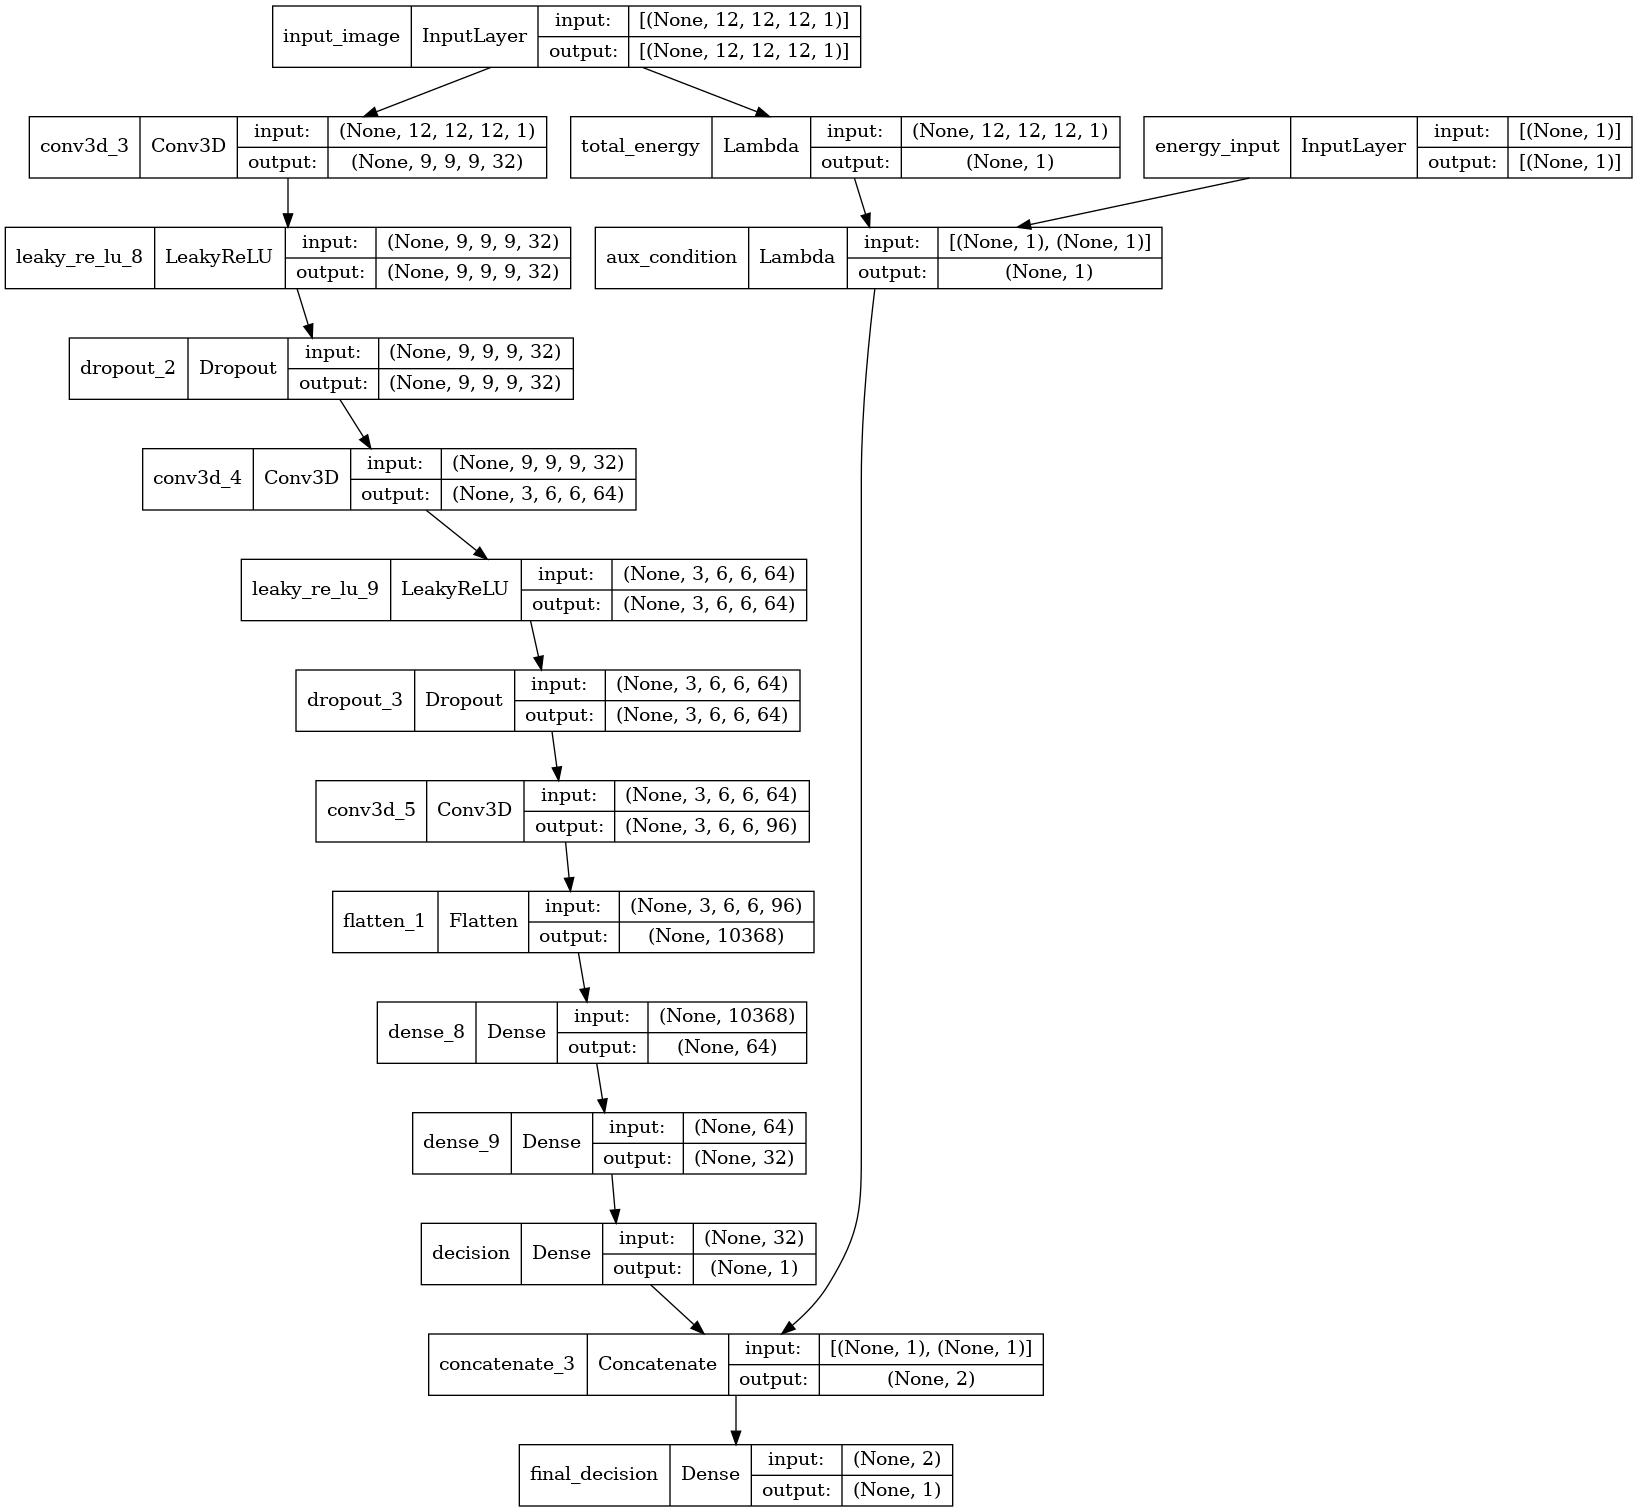 input_image InputLayer input: [(None, 12, 12, 12, 1)]
output: [(None, 12, 12, 12, 1)]
conv3d_3 Conv3D input: (None, 12, 12, 12, 1)
output: (None, 9, 9, 9, 32)
total_energy Lambda input: (None, 12, 12, 12, 1)
output: (None, 1)
energy_input InputLayer input: [(None, 1)]
output: [(None, 1)]
leaky_re_lu_8 LeakyReLU input: (None, 9, 9, 9, 32)
output: (None, 9, 9, 9, 32)
aux_condition Lambda input: [(None, 1), (None, 1)]
output: (None, 1)
dropout_2 Dropout input: (None, 9, 9, 9, 32)
output: (None, 9, 9, 9, 32)
conv3d_4 Conv3D input: (None, 9, 9, 9, 32)
output: (None, 3, 6, 6, 64)
leaky_re_lu_9 LeakyReLU input: (None, 3, 6, 6, 64)
output: (None, 3, 6, 6, 64)
dropout_3 Dropout input: (None, 3, 6, 6, 64)
output: (None, 3, 6, 6, 64)
conv3d_5 Conv3D input: (None, 3, 6, 6, 64)
output: (None, 3, 6, 6, 96)
flatten_1 Flatten input: (None, 3, 6, 6, 96)
output: (None, 10368)
dense_8 Dense input: (None, 10368)
output: (None, 64)
dense_9 Dense input: (None, 64)
output: (None, 32)
decision Dense input: (None, 32)
output: (None, 1)
concatenate_3 Concatenate input: [(None, 1), (None, 1)]
output: (None, 2)
final_decision Dense input: (None, 2)
output: (None, 1)